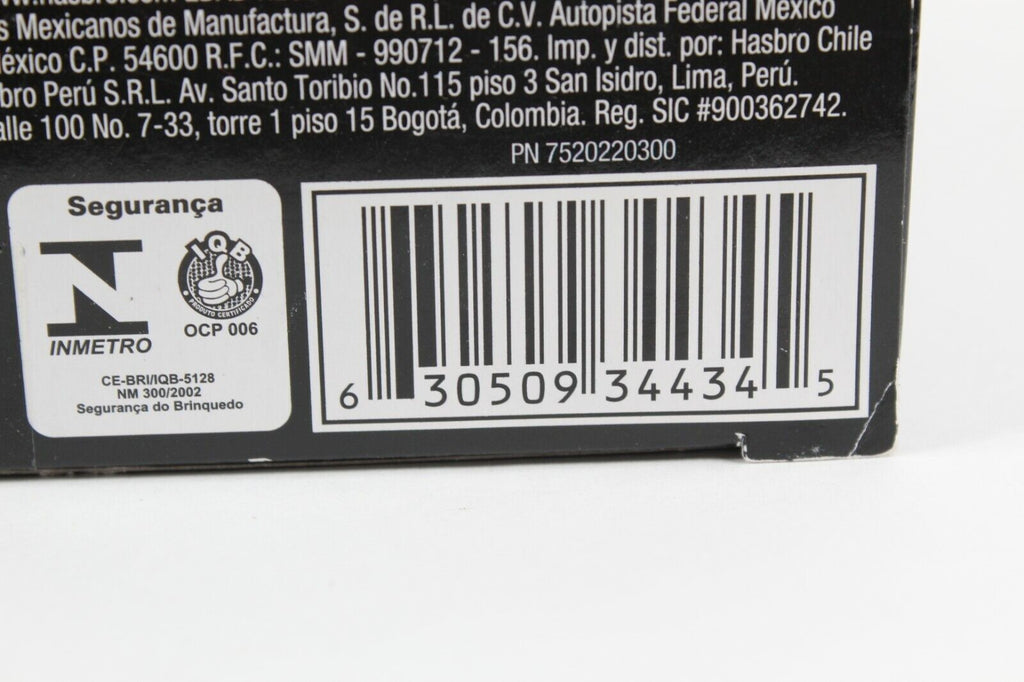 s Mexicanos de Manufactura, S. de R.L. de C.V. Autopista Federal México
éxico C.P. 54600 R.F.C.: SMM - 990712 - 156. Imp. y dist. por: Hasbro Chile
bro Perú S.R.L. Av. Santo Toribio No.115 piso 3 San Isidro, Lima, Perú.
alle 100 No. 7-33, torre 1 piso 15 Bogotá, Colombia. Reg. SIC #900362742.
PN 7520220300
Segurança
IQB
PRODUTO CERTIFICADO
OCP 006
INMETRO
CE-BRI/IQB-5128
NM 300/2002
Segurança do Brinquedo
6 30509 34434 5